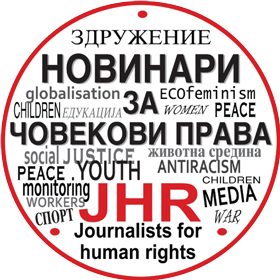 ЗДРУЖЕНИЕ
НОВИНАРИ
globalisation ЗА ECOfeminism
CHILDREN ЕДУКАЦИЈА WOMEN PEACE
ЧОВЕКОВИ ПРАВА
social JUSTICE животна средина
PEACE YOUTH ANTIRACISM
monitoring CHILDREN
WORKERS JHR MEDIA
СПОРТ WAR
Journalists for
human rights